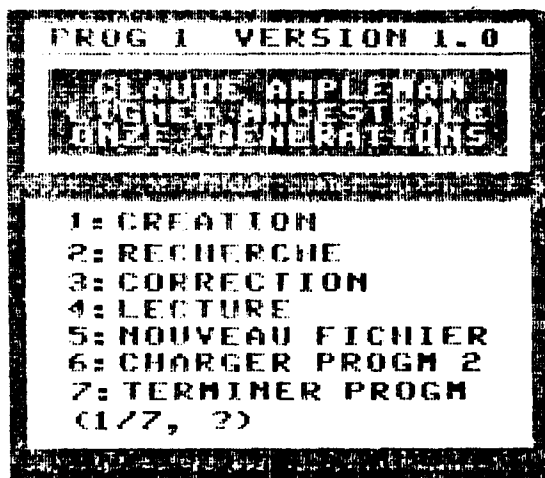 PROG 1 VERSION 1.0
CLAUDE AMPLEMAN
LIGNEE ANCESTRALE
ONZE GENERATIONS
1:CREATION
2:RECHERCHE
3:CORRECTION
4:LECTURE
5:NOUVEAU FICHIER
6:CHARGER PROGM 2
7:TERMINER PROGM
(1/7, ?)